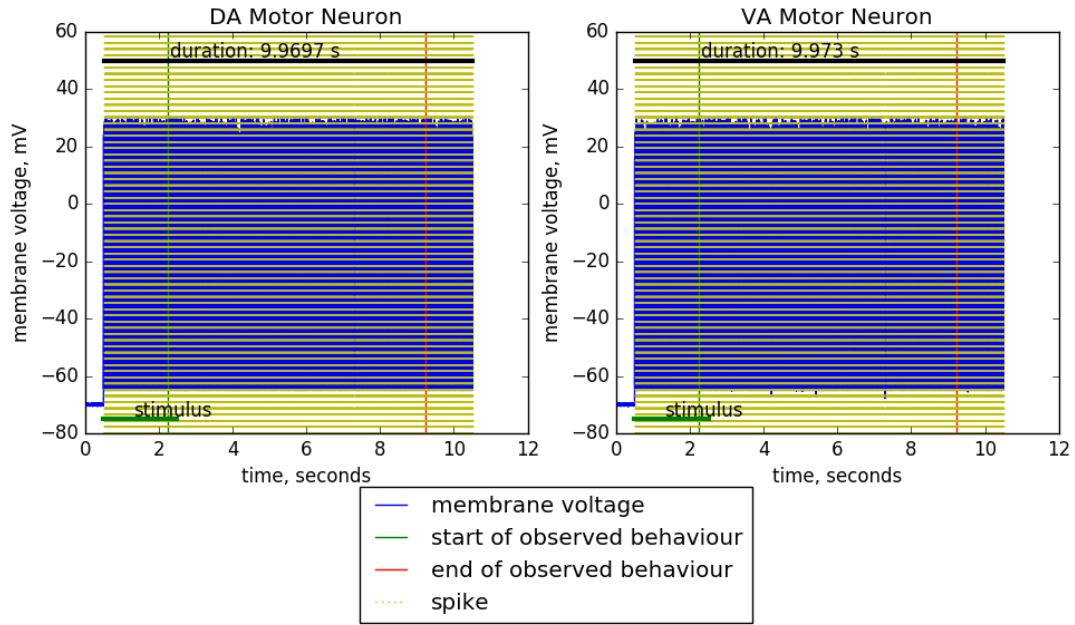 DA Motor Neuron
VA Motor Neuron
membrane voltage, mV
60
40
20
0
−20
−40
−60
−80
duration: 9.9697 s
stimulus
0
2
4
6
8
10
12
time, seconds
membrane voltage, mV
60
40
20
0
−20
−40
−60
−80
duration: 9.973 s
stimulus
0
2
4
6
8
10
12
time, seconds
membrane voltage
start of observed behaviour
end of observed behaviour
spike